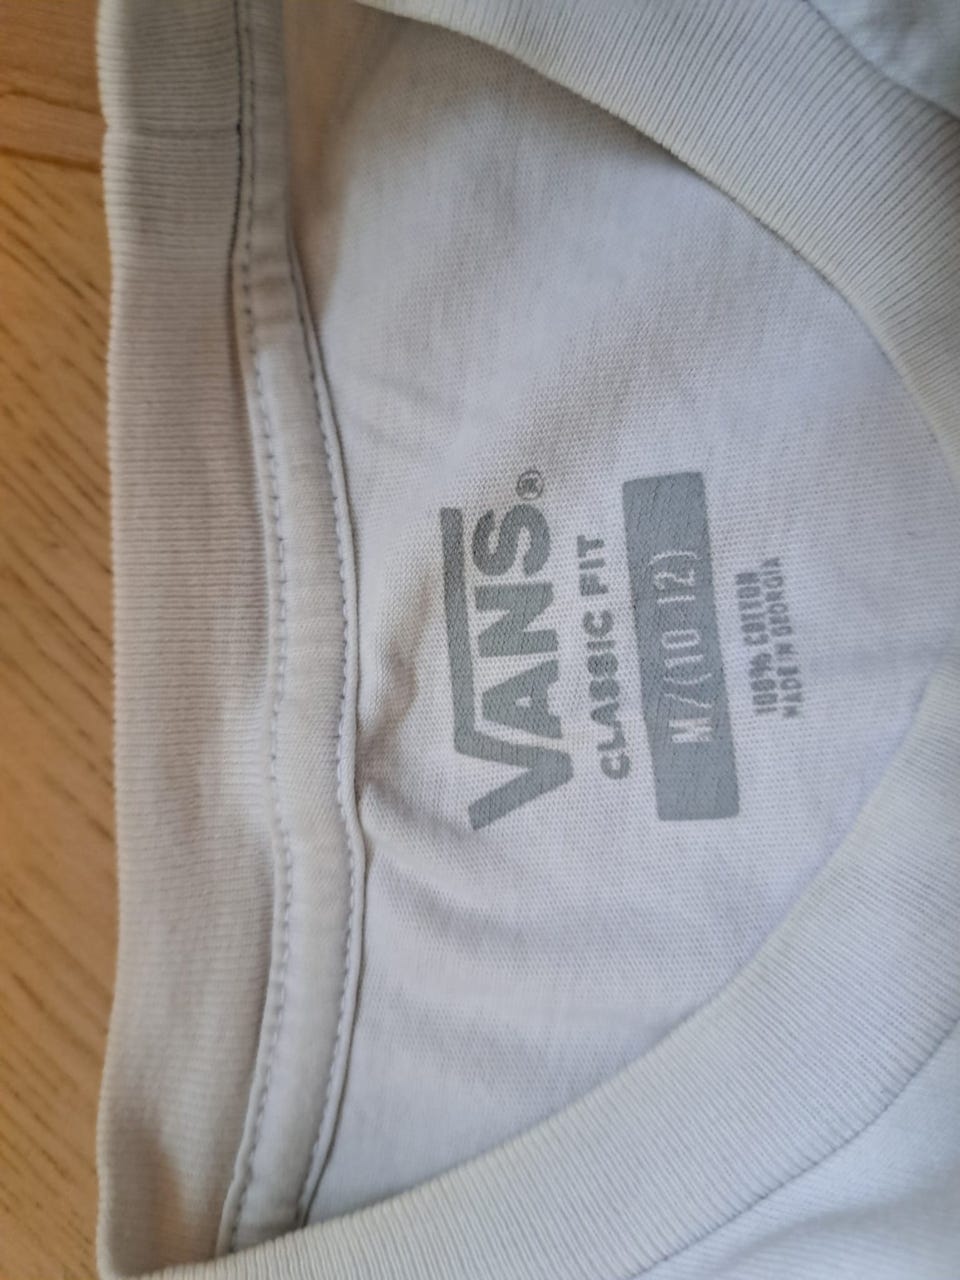 VANS®
CLASSIC FIT
M/(10-12)
100% COTTON
MADE IN GEORGIA